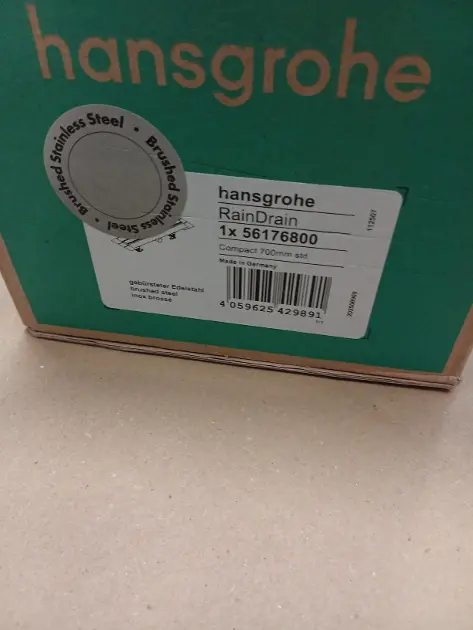 hansgrohe
Brushed Stainless Steel • Brushed Stainless Steel •
hansgrohe
RainDrain
1x 56176800
Compact 700mm std
Made in Germany
gebürsteter Edelstahl
brushed steel
inox brossé
4 059625 429891
112507